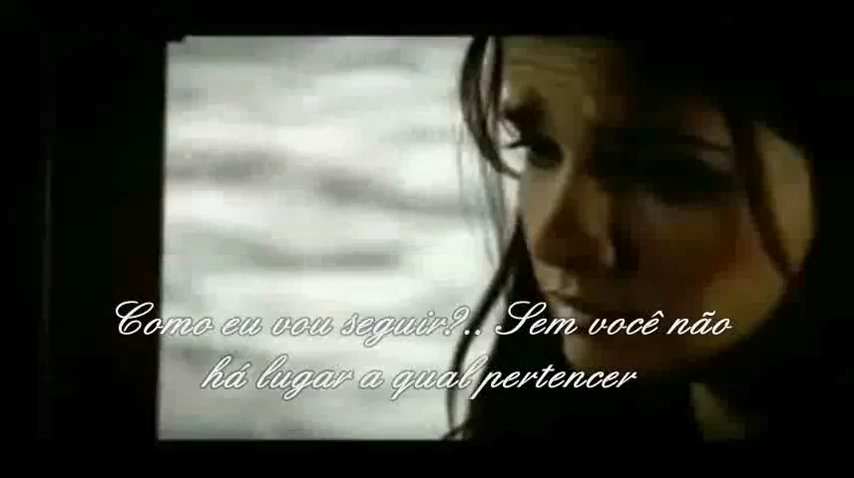 Como eu vou seguir?.. Sem você não
há lugar a qual pertencer